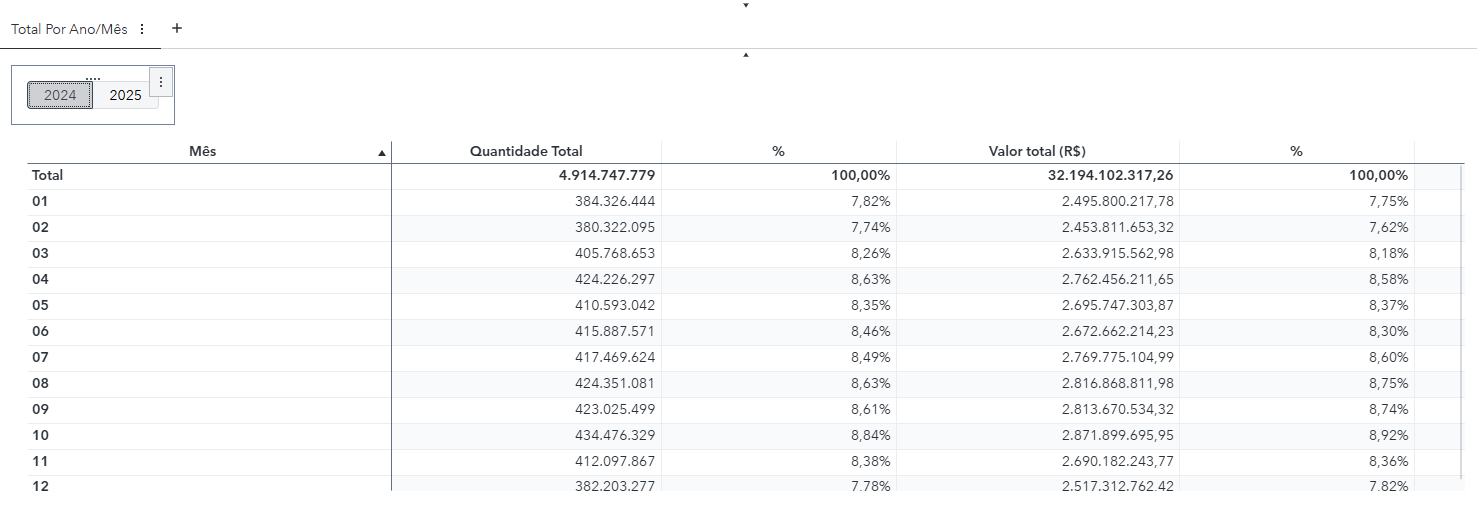 Total Por Ano/Mês +
2024 2025
Mês Quantidade Total % Valor total (R$) %
Total 4.914.747.779 100,00% 32.194.102.317,26 100,00%
01 384.326.444 7,82% 2.495.800.217,78 7,75%
02 380.322.095 7,74% 2.453.811.653,32 7,62%
03 405.768.653 8,26% 2.633.915.562,98 8,18%
04 424.226.297 8,63% 2.762.456.211,65 8,58%
05 410.593.042 8,35% 2.695.747.303,87 8,37%
06 415.887.571 8,46% 2.672.662.214,23 8,30%
07 417.469.624 8,49% 2.769.775.104,99 8,60%
08 424.351.081 8,63% 2.816.868.811,98 8,75%
09 423.025.499 8,61% 2.813.670.534,32 8,74%
10 434.476.329 8,84% 2.871.899.695,95 8,92%
11 412.097.867 8,38% 2.690.182.243,77 8,36%
12 382.203.277 7,78% 2.517.312.762,42 7,82%